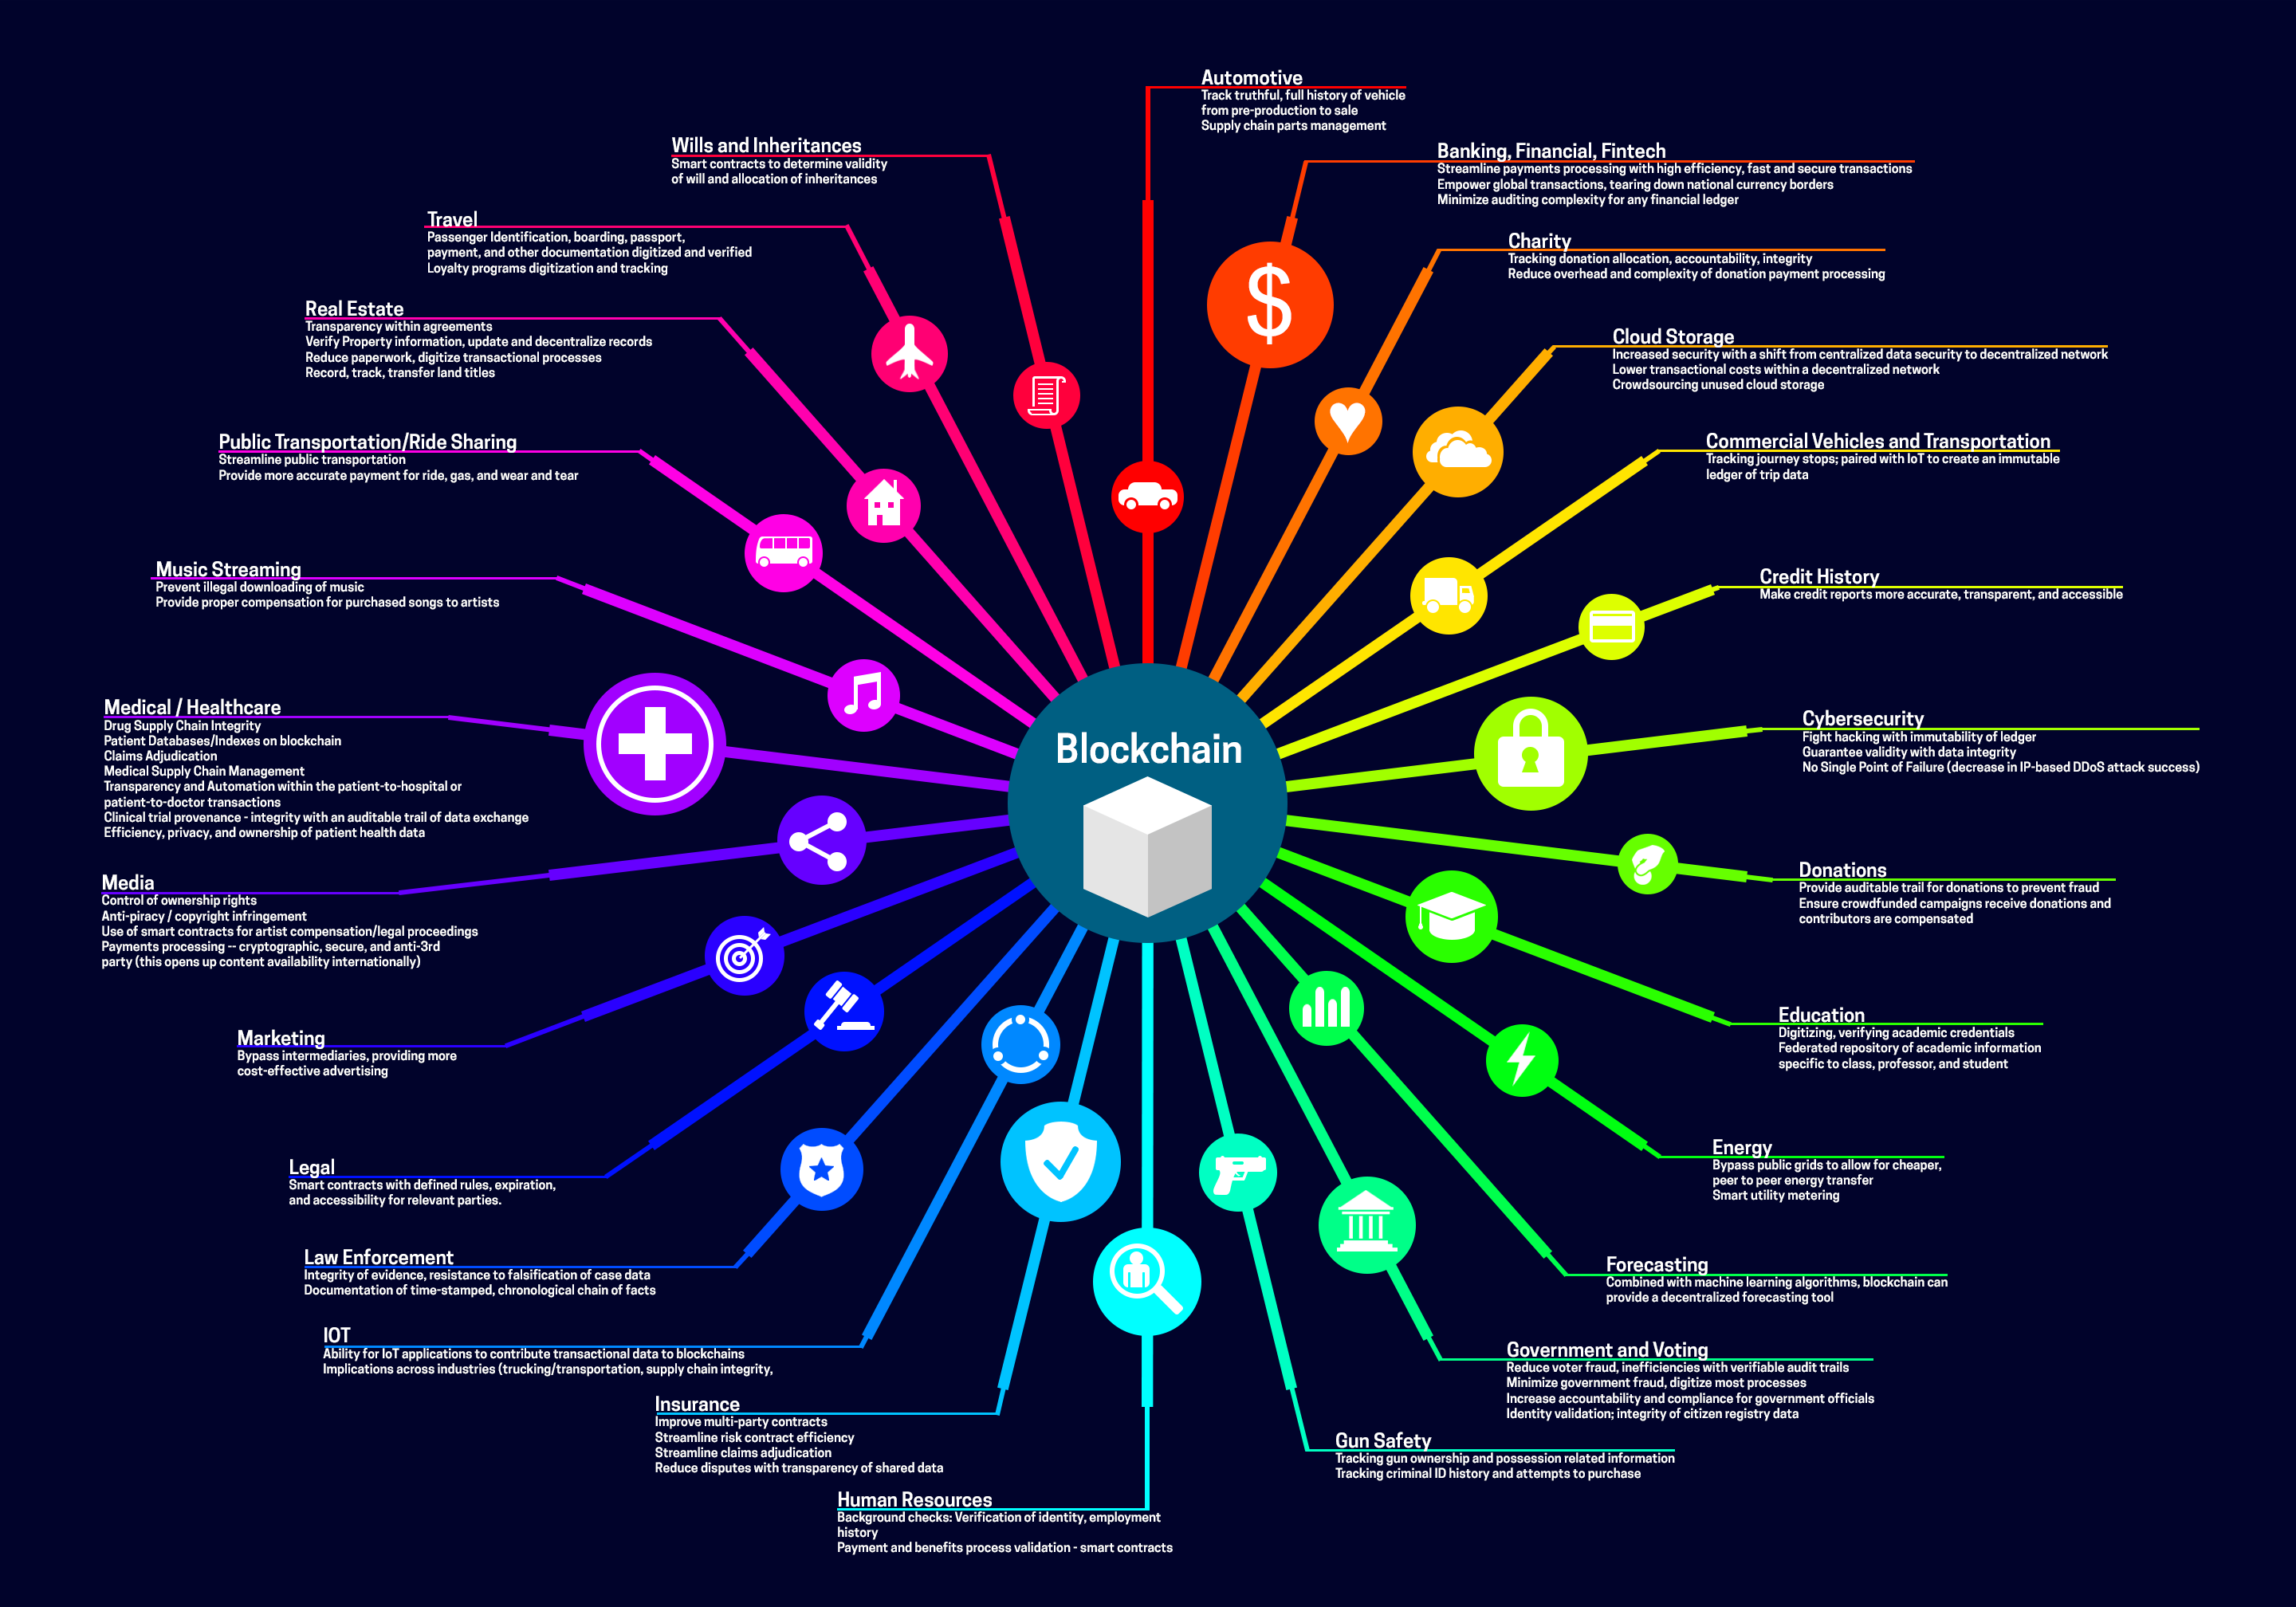 Blockchain
Automotive
Track truthful, full history of vehicle
from pre-production to sale
Supply chain parts management
Banking, Financial, Fintech
Streamline payments processing with high efficiency, fast and secure transactions
Empower global transactions, tearing down national currency borders
Minimize auditing complexity for any financial ledger
Charity
Tracking donation allocation, accountability, integrity
Reduce overhead and complexity of donation payment processing
Cloud Storage
Increased security with a shift from centralized data security to decentralized network
Lower transactional costs within a decentralized network
Crowdsourcing unused cloud storage
Commercial Vehicles and Transportation
Tracking journey stops; paired with IoT to create an immutable
ledger of trip data
Credit History
Make credit reports more accurate, transparent, and accessible
Cybersecurity
Fight hacking with immutability of ledger
Guarantee validity with data integrity
No Single Point of Failure (decrease in IP-based DDoS attack success)
Donations
Provide auditable trail for donations to prevent fraud
Ensure crowdfunded campaigns receive donations and
contributors are compensated
Education
Digitizing, verifying academic credentials
Federated repository of academic information
specific to class, professor, and student
Energy
Bypass public grids to allow for cheaper,
peer to peer energy transfer
Smart utility metering
Forecasting
Combined with machine learning algorithms, blockchain can
provide a decentralized forecasting tool
Government and Voting
Reduce voter fraud, inefficiencies with verifiable audit trails
Minimize government fraud, digitize most processes
Increase accountability and compliance for government officials
Identity validation; integrity of citizen registry data
Gun Safety
Tracking gun ownership and possession related information
Tracking criminal ID history and attempts to purchase
Human Resources
Background checks: Verification of identity, employment
history
Payment and benefits process validation - smart contracts
Insurance
Improve multi-party contracts
Streamline risk contract efficiency
Streamline claims adjudication
Reduce disputes with transparency of shared data
IOT
Ability for IoT applications to contribute transactional data to blockchains
Implications across industries (trucking/transportation, supply chain integrity,
Law Enforcement
Integrity of evidence, resistance to falsification of case data
Documentation of time-stamped, chronological chain of facts
Legal
Smart contracts with defined rules, expiration,
and accessibility for relevant parties.
Marketing
Bypass intermediaries, providing more
cost-effective advertising
Media
Control of ownership rights
Anti-piracy / copyright infringement
Use of smart contracts for artist compensation/legal proceedings
Payments processing -- cryptographic, secure, and anti-3rd
party (this opens up content availability internationally)
Medical / Healthcare
Drug Supply Chain Integrity
Patient Databases/Indexes on blockchain
Claims Adjudication
Medical Supply Chain Management
Transparency and Automation within the patient-to-hospital or
patient-to-doctor transactions
Clinical trial provenance - integrity with an auditable trail of data exchange
Efficiency, privacy, and ownership of patient health data
Music Streaming
Prevent illegal downloading of music
Provide proper compensation for purchased songs to artists
Public Transportation/Ride Sharing
Streamline public transportation
Provide more accurate payment for ride, gas, and wear and tear
Real Estate
Transparency within agreements
Verify Property information, update and decentralize records
Reduce paperwork, digitize transactional processes
Record, track, transfer land titles
Travel
Passenger Identification, boarding, passport,
payment, and other documentation digitized and verified
Loyalty programs digitization and tracking
Wills and Inheritances
Smart contracts to determine validity
of will and allocation of inheritances
$